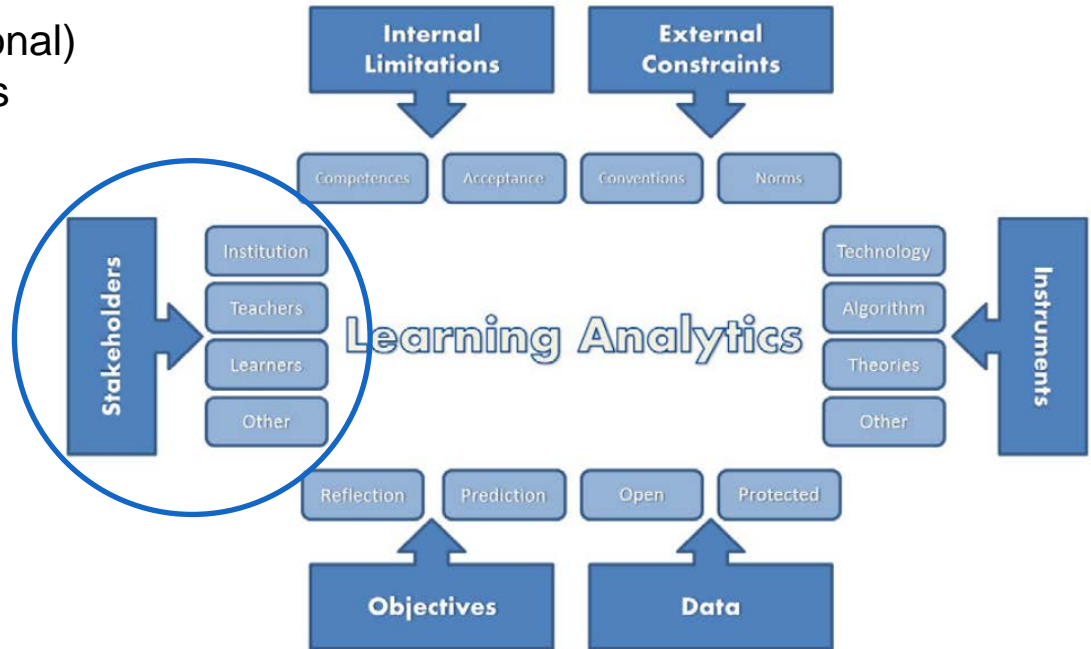 onal)
s
Internal
Limitations
External
Constraints
Competences
Acceptance
Conventions
Norms
Stakeholders
Institution
Teachers
Learners
Other
Learning Analytics
Technology
Algorithm
Theories
Other
Instruments
Reflection
Prediction
Open
Protected
Objectives
Data